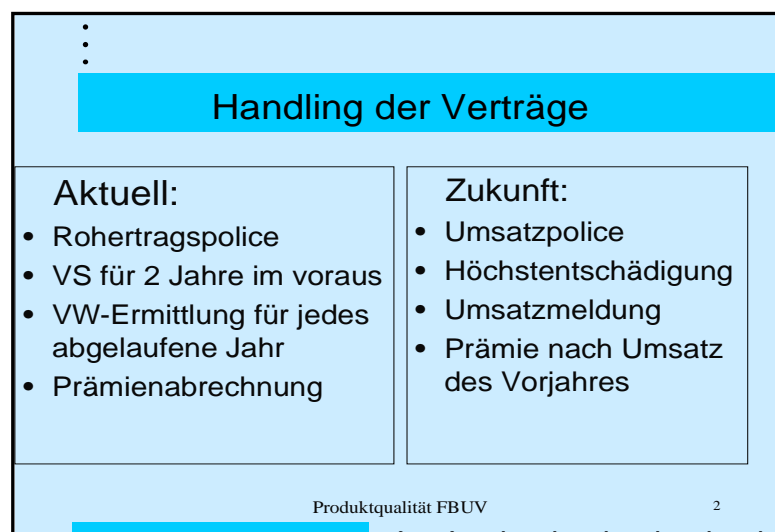 Handling der Verträge
Aktuell:
• Rohertragspolice
• VS für 2 Jahre im voraus
• VW-Ermittlung für jedes
abgelaufene Jahr
• Prämienabrechnung
Zukunft:
• Umsatzpolice
• Höchstentschädigung
• Umsatzmeldung
• Prämie nach Umsatz
des Vorjahres
Produktqualität FBUV 2